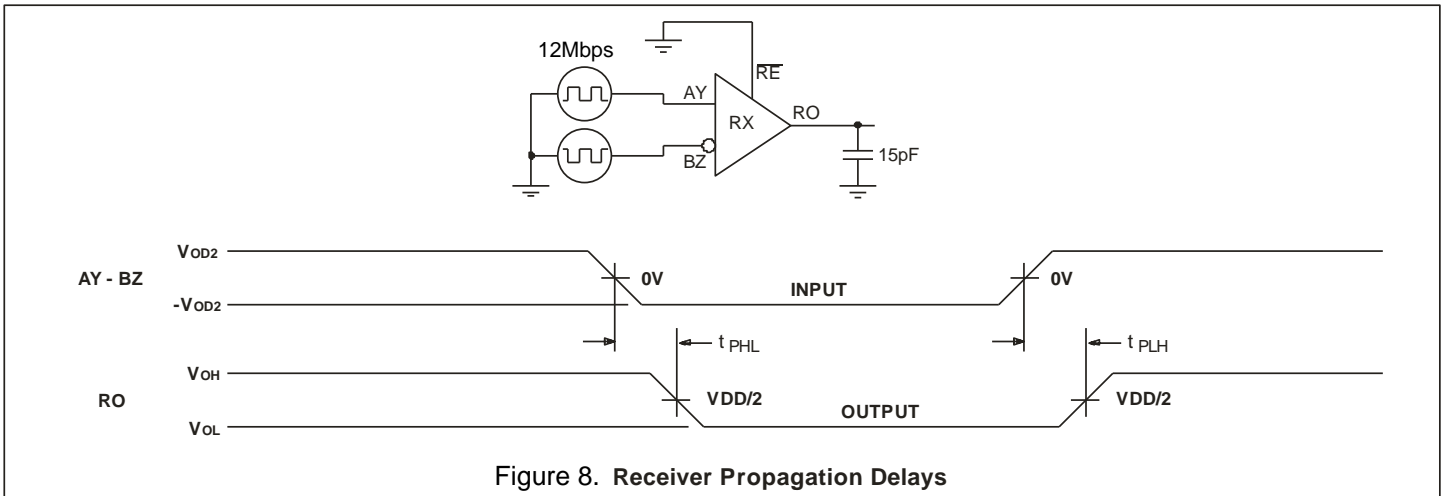 12Mbps
RE
AY
RX
RO
BZ
15pF
VOD2
AY - BZ
0V
INPUT
0V
-VOD2
t PHL
t PLH
VOH
RO
VDD/2
OUTPUT
VDD/2
VOL
Figure 8. Receiver Propagation Delays